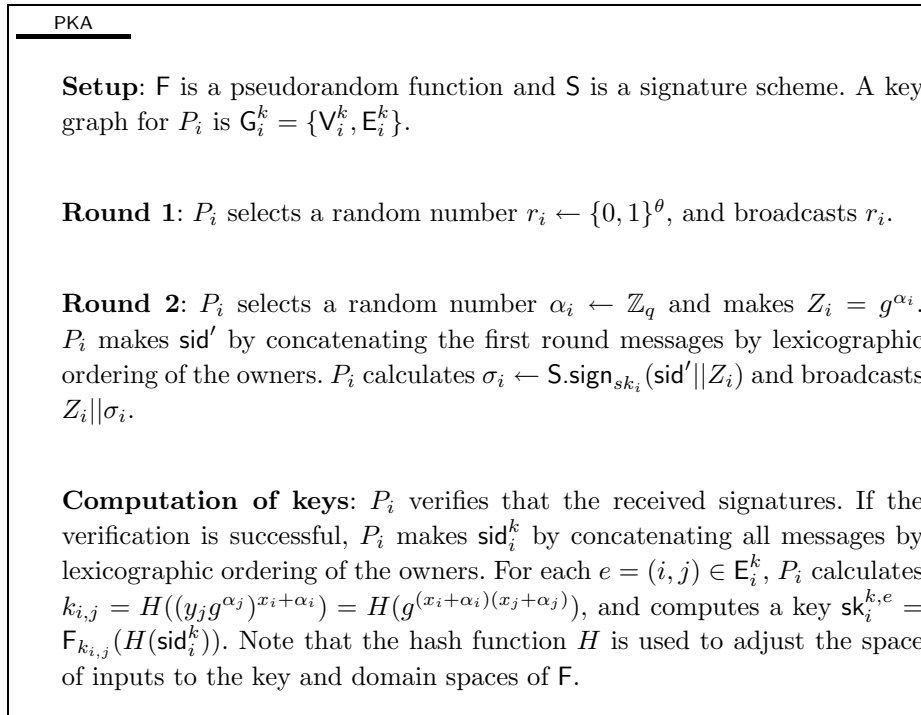 PKA
Setup: F is a pseudorandom function and S is a signature scheme. A key
graph for P_i is G_i^k = {V_i^k, E_i^k}.
Round 1: P_i selects a random number r_i ← {0, 1}^θ, and broadcasts r_i.
Round 2: P_i selects a random number α_i ← ℤ_q and makes Z_i = g^{α_i}.
P_i makes sid′ by concatenating the first round messages by lexicographic
ordering of the owners. P_i calculates σ_i ← S.sign_{sk_i}(sid′||Z_i) and broadcasts
Z_i||σ_i.
Computation of keys: P_i verifies that the received signatures. If the
verification is successful, P_i makes sid_i^k by concatenating all messages by
lexicographic ordering of the owners. For each e = (i, j) ∈ E_i^k, P_i calculates
k_{i,j} = H((y_j g^{α_j})^{x_i+α_i}) = H(g^{(x_i+α_i)(x_j+α_j)}), and computes a key sk_i^{k,e} =
F_{k_{i,j}}(H(sid_i^k)). Note that the hash function H is used to adjust the space
of inputs to the key and domain spaces of F.